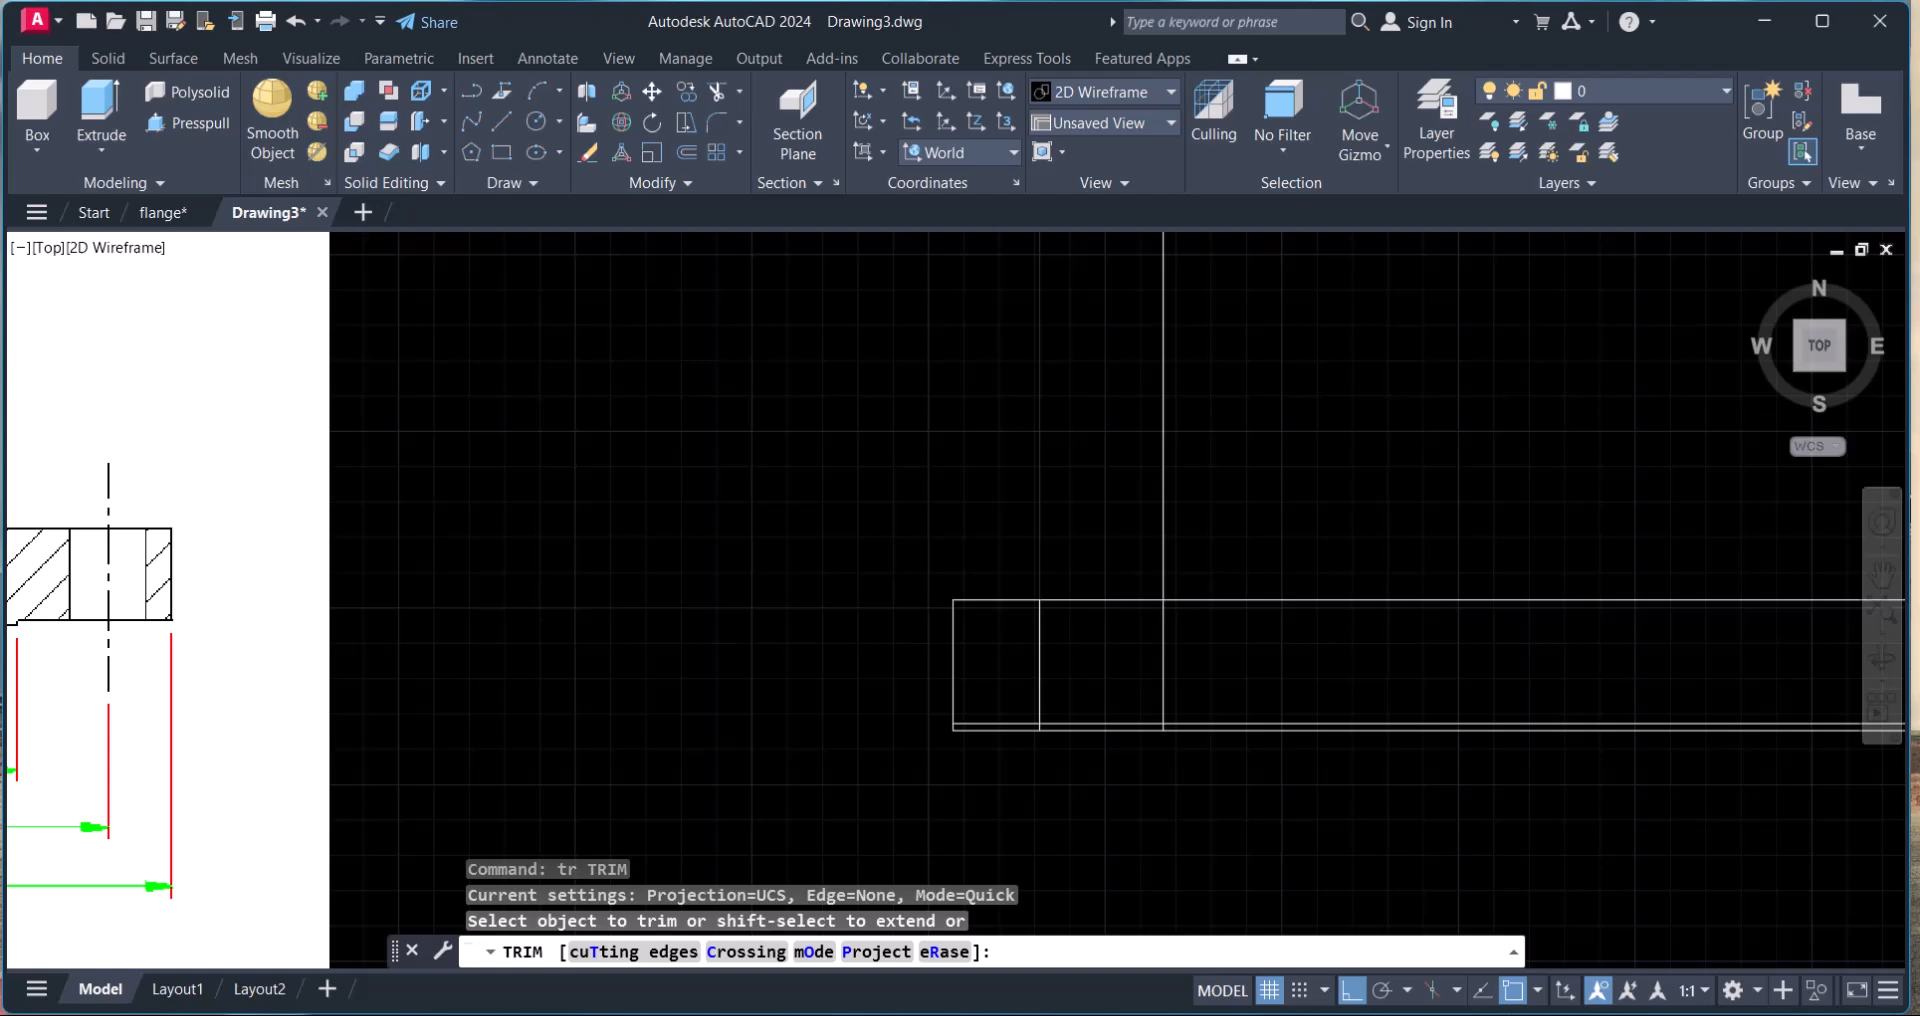 A
Share
Autodesk AutoCAD 2024 Drawing3.dwg
Type a keyword or phrase
Sign In
?
Home Solid Surface Mesh Visualize Parametric Insert Annotate View Manage Output Add-ins Collaborate Express Tools Featured Apps
Box
Extrude
Polysolid
Presspull
Modeling
Smooth
Object
Mesh
Solid Editing
Draw
Modify
Section
Plane
Section
World
Coordinates
2D Wireframe
Unsaved View
View
Culling
No Filter
Move
Gizmo
Selection
Layer
Properties
0
Layers
Group
Groups
Base
View
Start flange* Drawing3*
[−][Top][2D Wireframe]
N
W TOP E
S
WCS
Command: tr TRIM
Current settings: Projection=UCS, Edge=None, Mode=Quick
Select object to trim or shift-select to extend or
TRIM [cuTting edges Crossing mOde Project eRase]:
Model Layout1 Layout2
MODEL 1:1